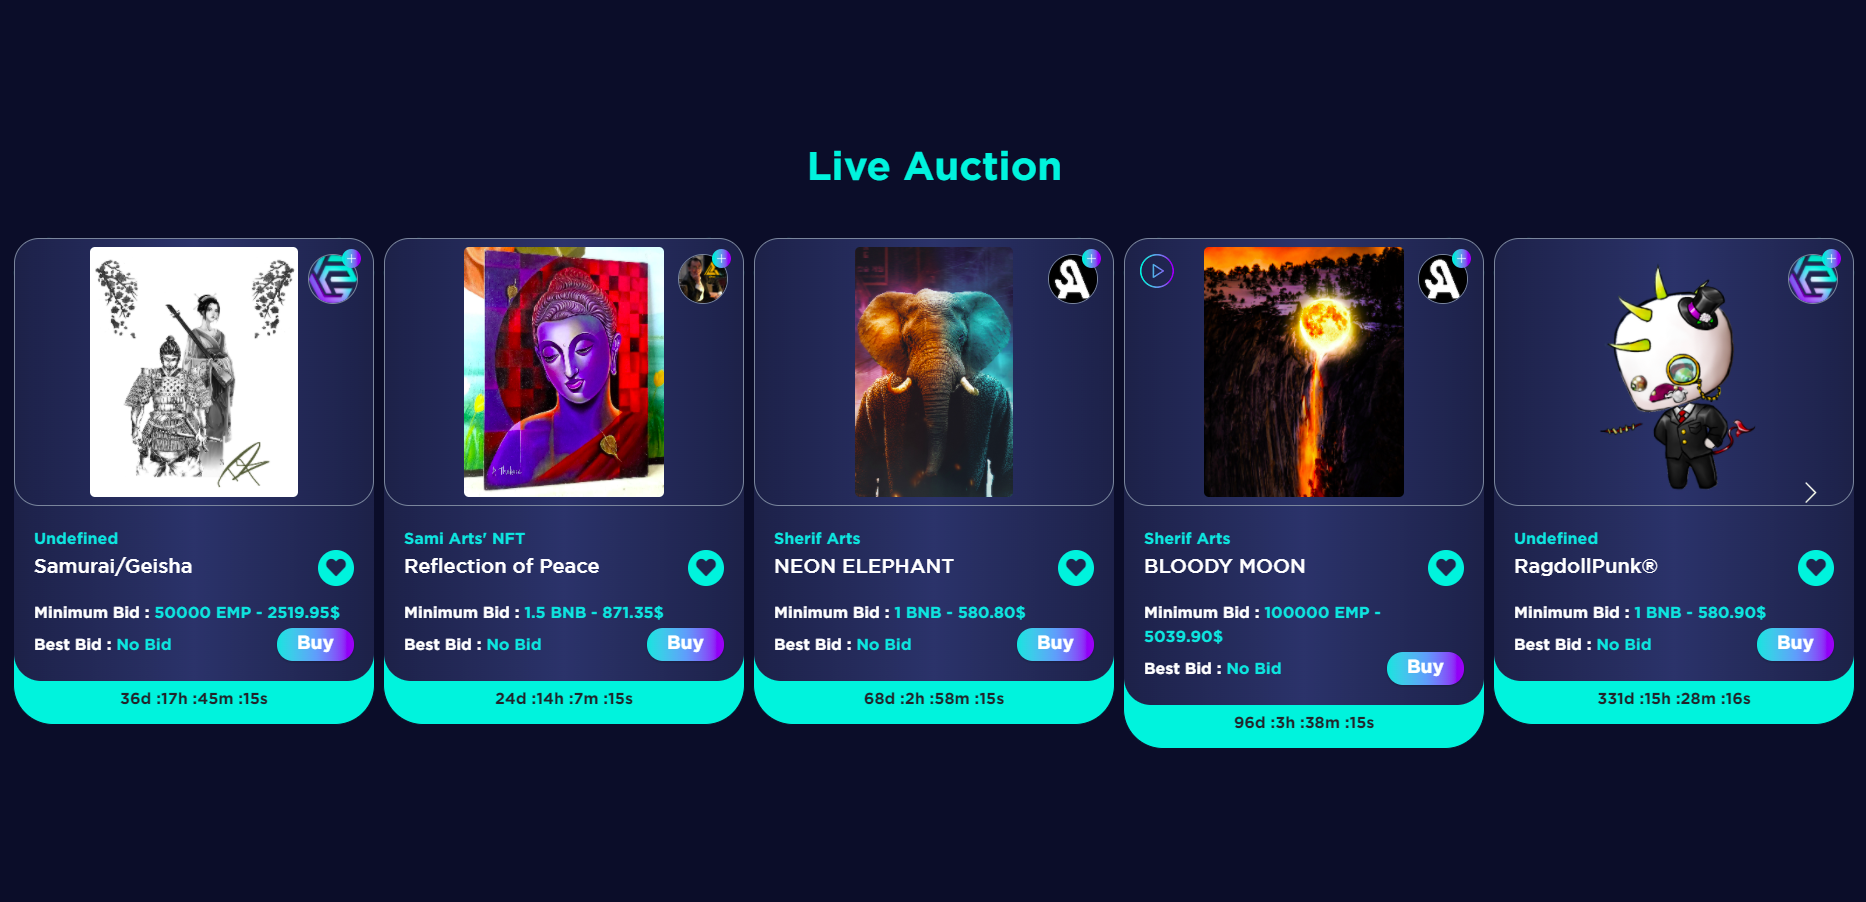 Live Auction
Undefined
Samurai/Geisha
Minimum Bid : 50000 EMP - 2519.95$
Best Bid : No Bid
Buy
36d :17h :45m :15s
Sami Arts' NFT
Reflection of Peace
Minimum Bid : 1.5 BNB - 871.35$
Best Bid : No Bid
Buy
24d :14h :7m :15s
Sherif Arts
NEON ELEPHANT
Minimum Bid : 1 BNB - 580.80$
Best Bid : No Bid
Buy
68d :2h :58m :15s
Sherif Arts
BLOODY MOON
Minimum Bid : 100000 EMP -
5039.90$
Best Bid : No Bid
Buy
96d :3h :38m :15s
Undefined
RagdollPunk®
Minimum Bid : 1 BNB - 580.90$
Best Bid : No Bid
Buy
331d :15h :28m :16s